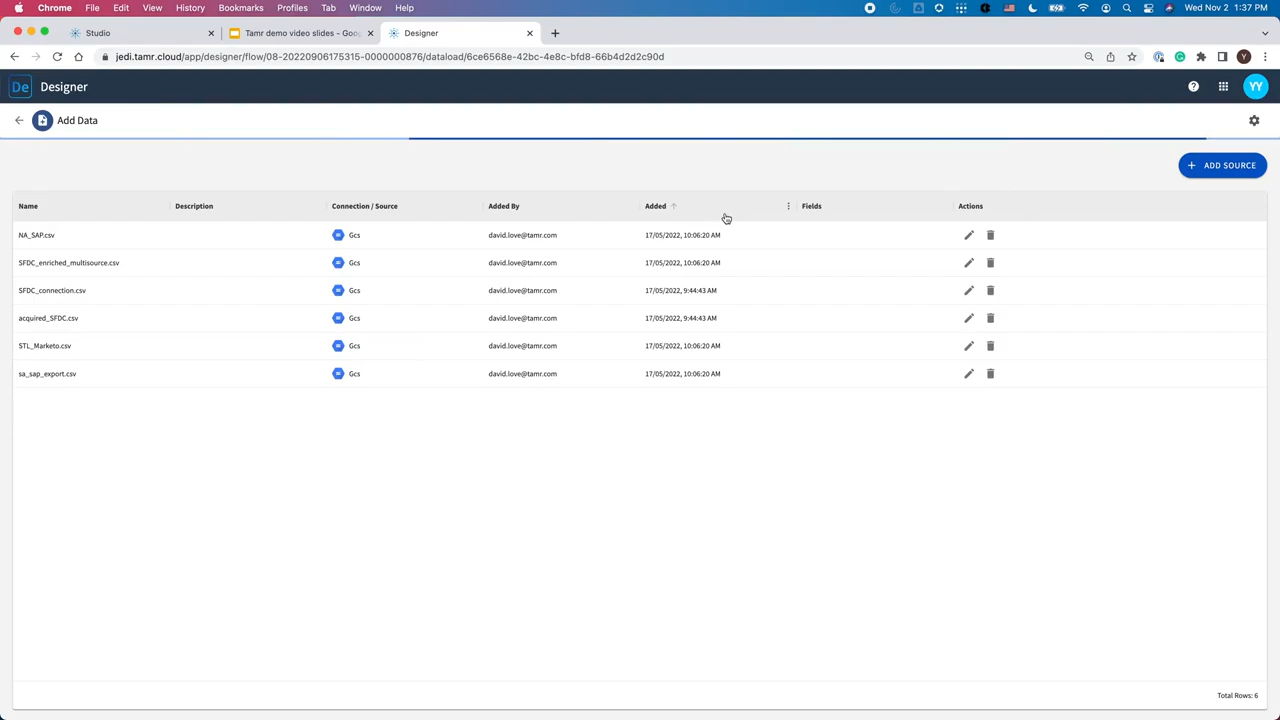 Chrome File Edit View History Bookmarks Profiles Tab Window Help Wed Nov 2 1:37 PM
Studio Tamr demo video slides – Goog Designer
jedi.tamr.cloud/app/designer/flow/08-20220906175315-0000000876/dataload/6ce6568e-42bc-4e8c-bfd8-66b4d2d2c90d Y
De Designer YY
Add Data
+ ADD SOURCE
Name Description Connection / Source Added By Added Fields Actions
NA_SAP.csv Gcs david.love@tamr.com 17/05/2022, 10:06:20 AM
SFDC_enriched_multisource.csv Gcs david.love@tamr.com 17/05/2022, 10:06:20 AM
SFDC_connection.csv Gcs david.love@tamr.com 17/05/2022, 9:44:43 AM
acquired_SFDC.csv Gcs david.love@tamr.com 17/05/2022, 9:44:43 AM
STL_Marketo.csv Gcs david.love@tamr.com 17/05/2022, 10:06:20 AM
sa_sap_export.csv Gcs david.love@tamr.com 17/05/2022, 10:06:20 AM
Total Rows: 6